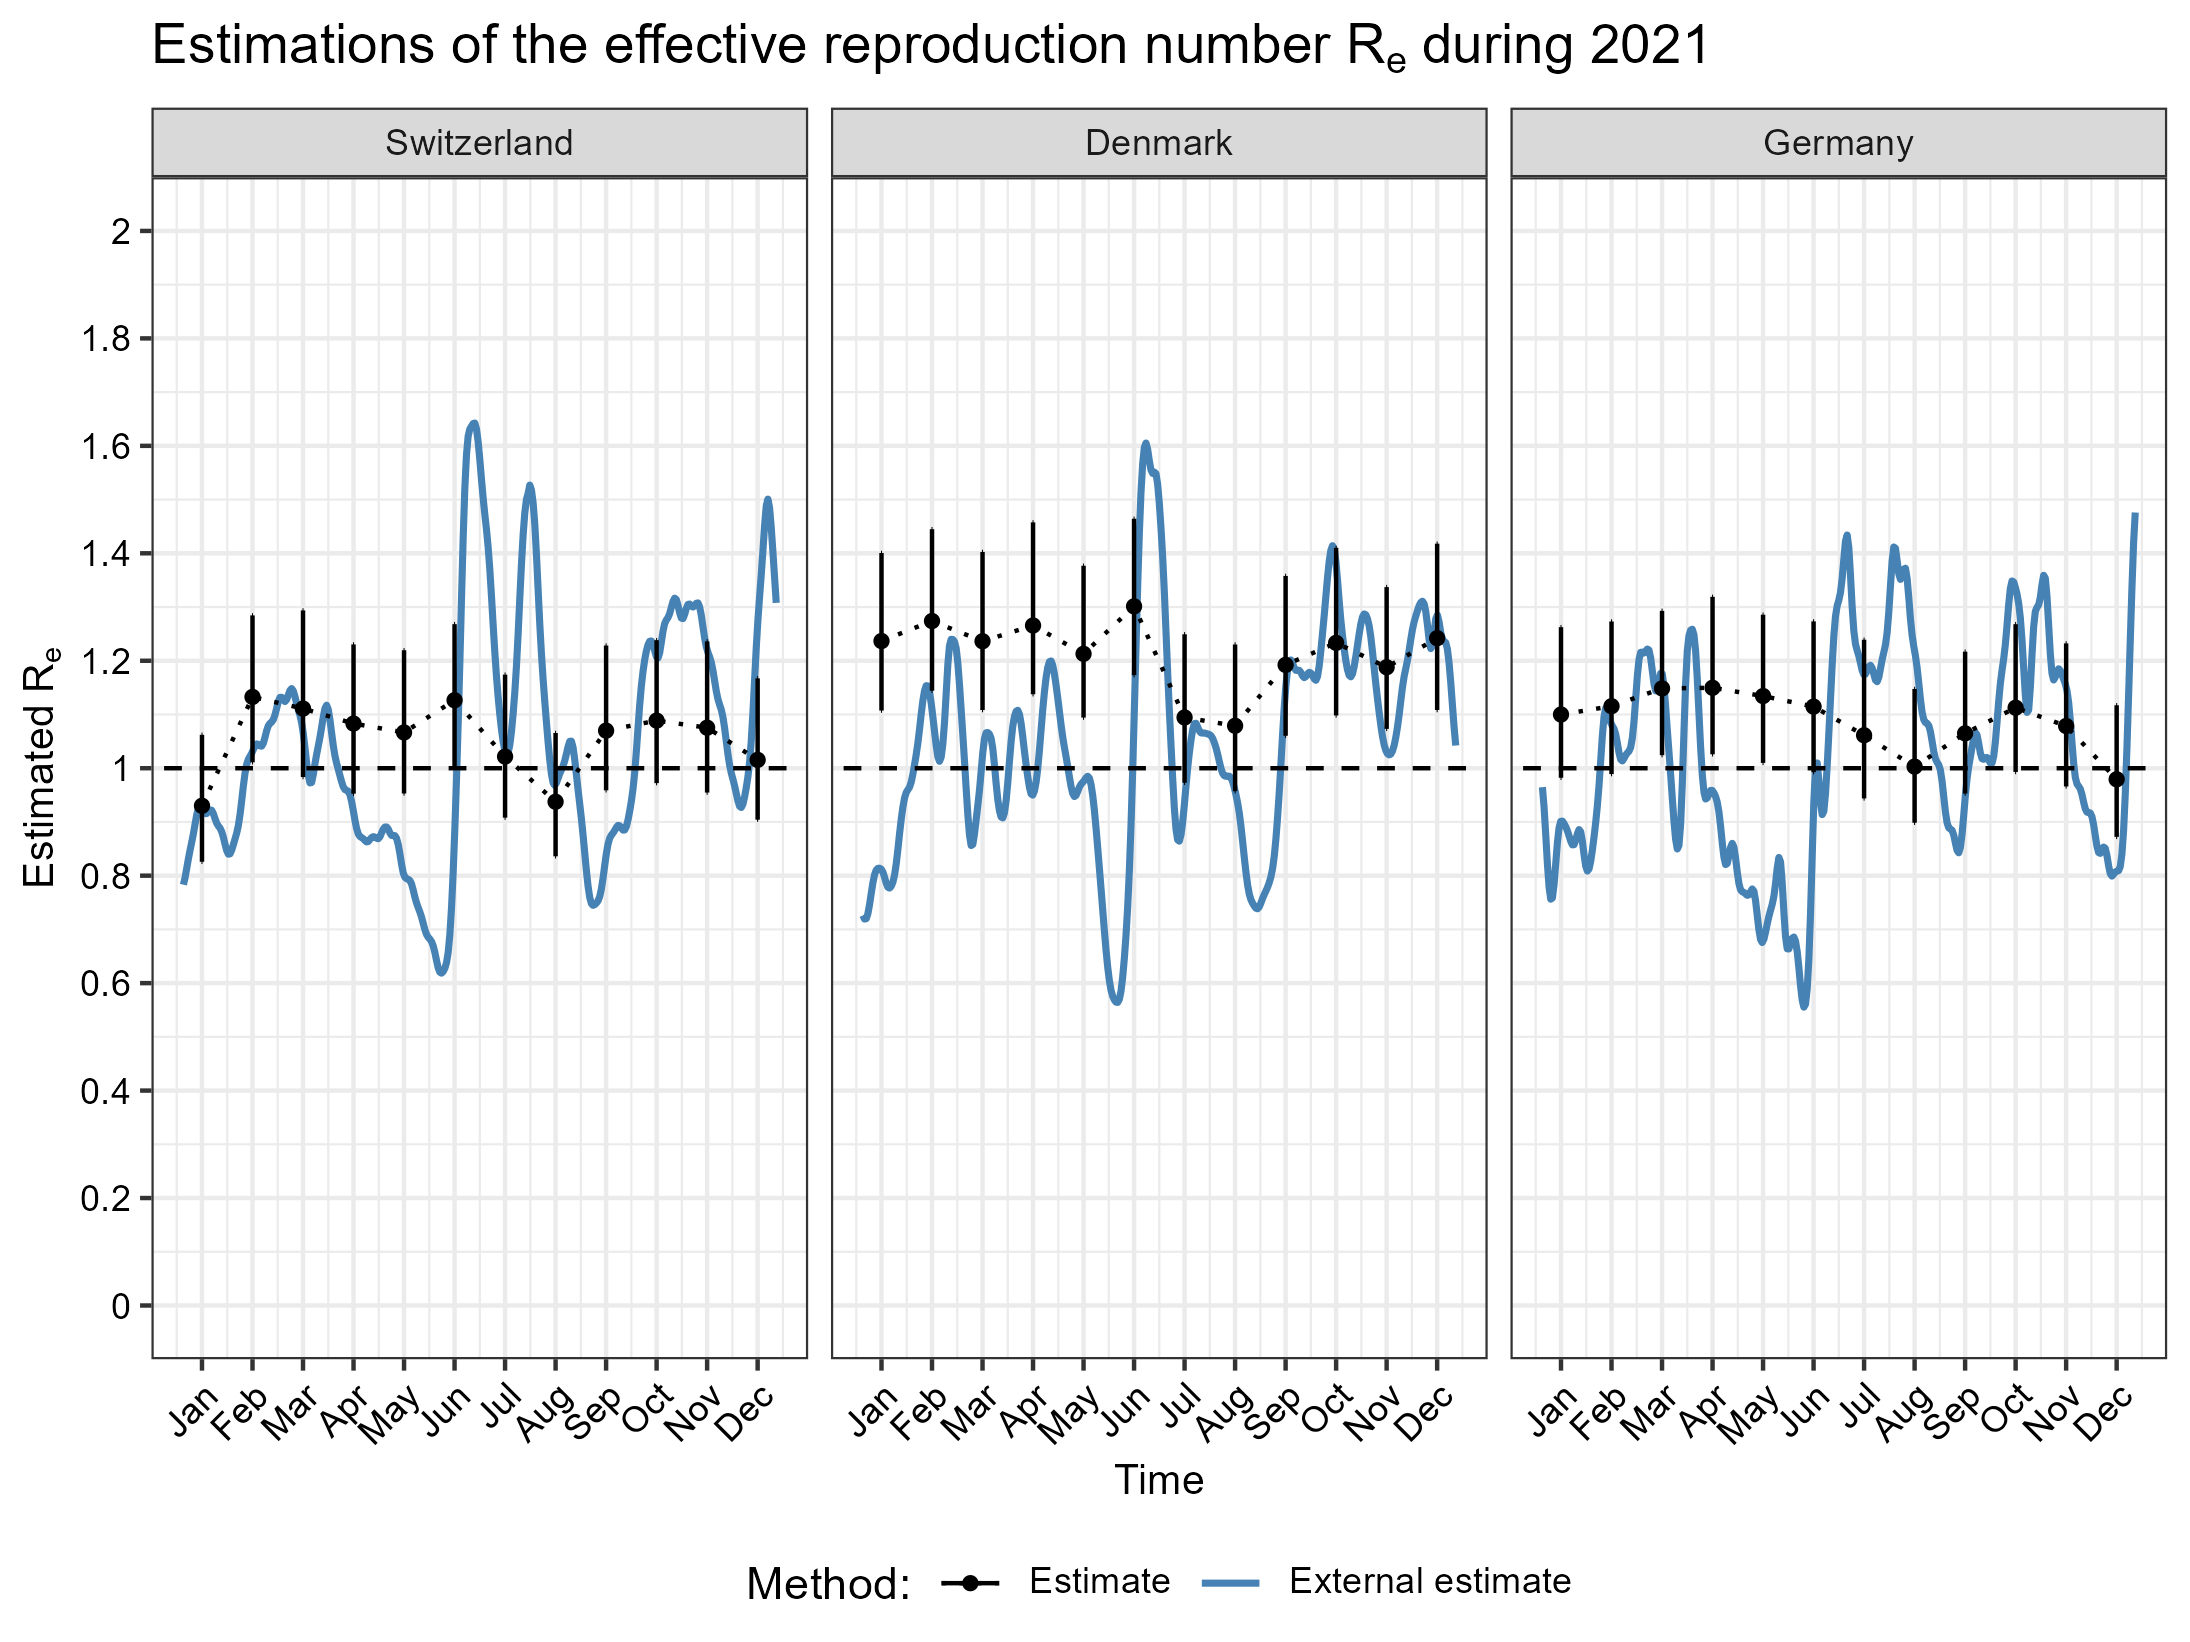 Estimations of the effective reproduction number Re during 2021
Switzerland Denmark Germany
Estimated Re
2
1.8
1.6
1.4
1.2
1
0.8
0.6
0.4
0.2
0
Jan Feb Mar Apr May Jun Jul Aug Sep Oct Nov Dec Jan Feb Mar Apr May Jun Jul Aug Sep Oct Nov Dec Jan Feb Mar Apr May Jun Jul Aug Sep Oct Nov Dec
Time
Method: Estimate External estimate